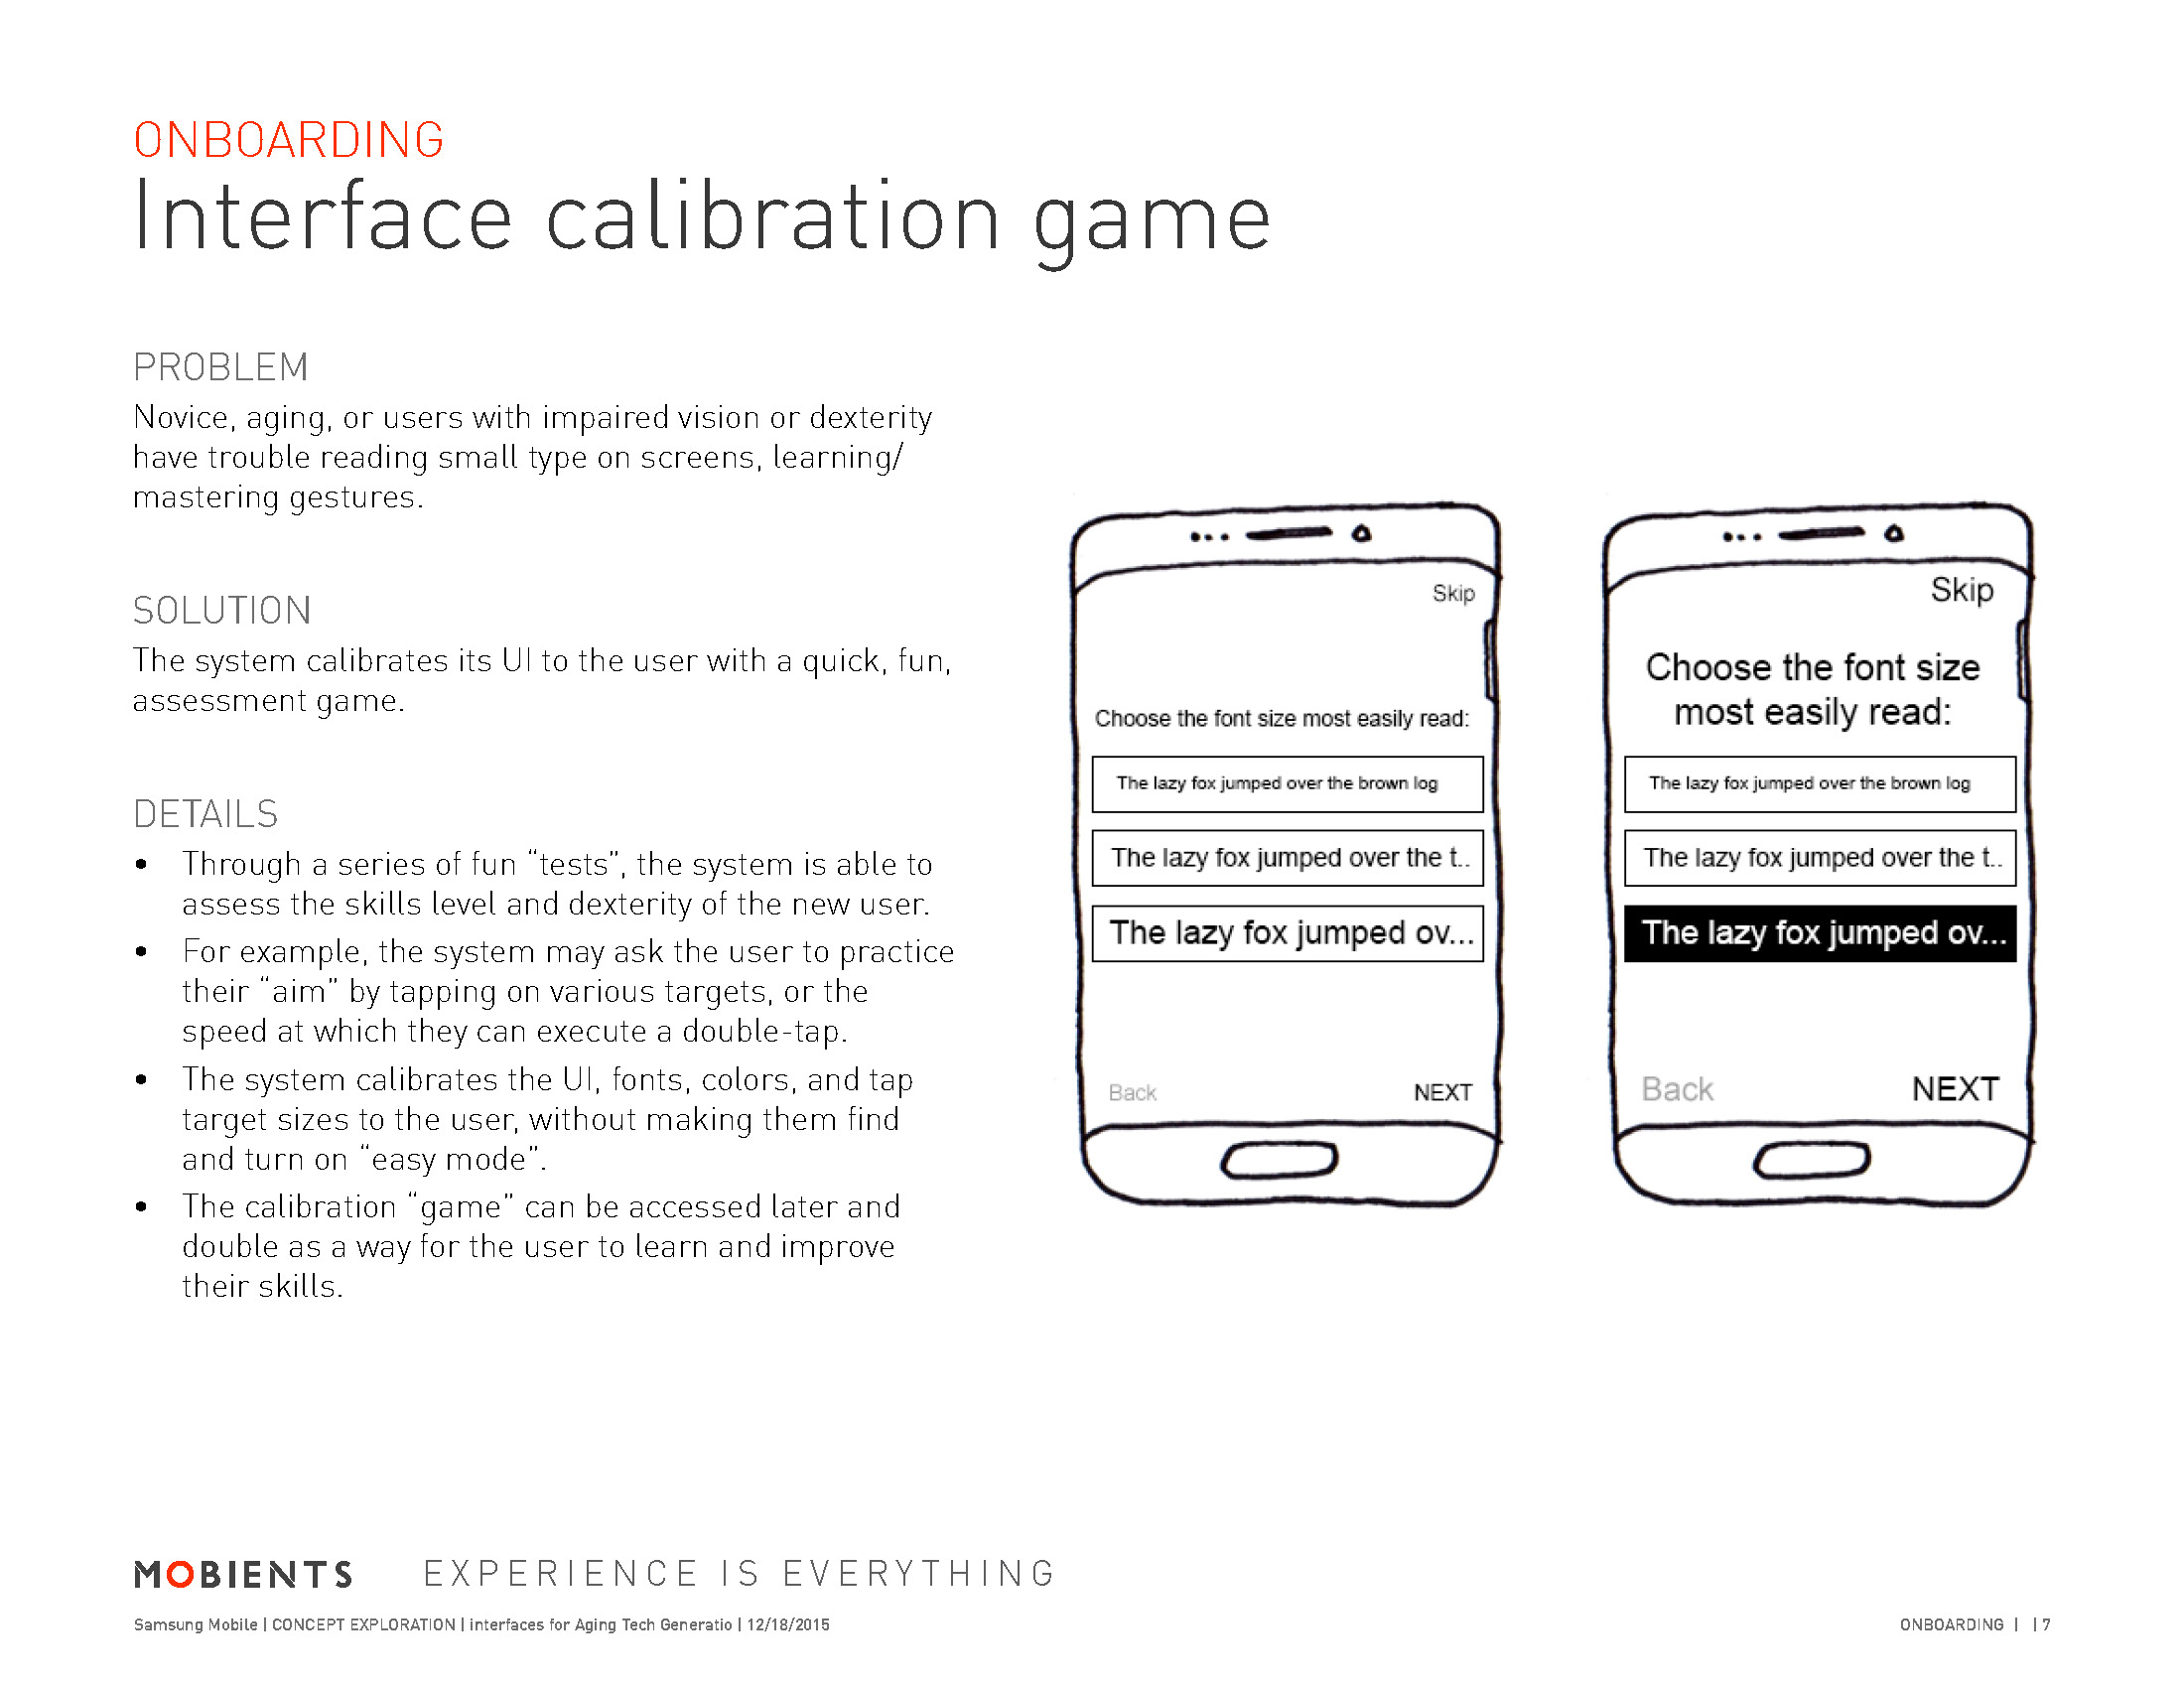 ONBOARDING
Interface calibration game
PROBLEM
Novice, aging, or users with impaired vision or dexterity
have trouble reading small type on screens, learning/
mastering gestures.
SOLUTION
The system calibrates its UI to the user with a quick, fun,
assessment game.
DETAILS
• Through a series of fun “tests”, the system is able to
assess the skills level and dexterity of the new user.
• For example, the system may ask the user to practice
their “aim” by tapping on various targets, or the
speed at which they can execute a double-tap.
• The system calibrates the UI, fonts, colors, and tap
target sizes to the user, without making them find
and turn on “easy mode”.
• The calibration “game” can be accessed later and
double as a way for the user to learn and improve
their skills.
Skip
Choose the font size most easily read:
The lazy fox jumped over the brown log
The lazy fox jumped over the t..
The lazy fox jumped ov...
Back NEXT
Skip
Choose the font size
most easily read:
The lazy fox jumped over the brown log
The lazy fox jumped over the t..
The lazy fox jumped ov...
Back NEXT
MOBIENTS EXPERIENCE IS EVERYTHING
Samsung Mobile | CONCEPT EXPLORATION | interfaces for Aging Tech Generatio | 12/18/2015
ONBOARDING | | 7